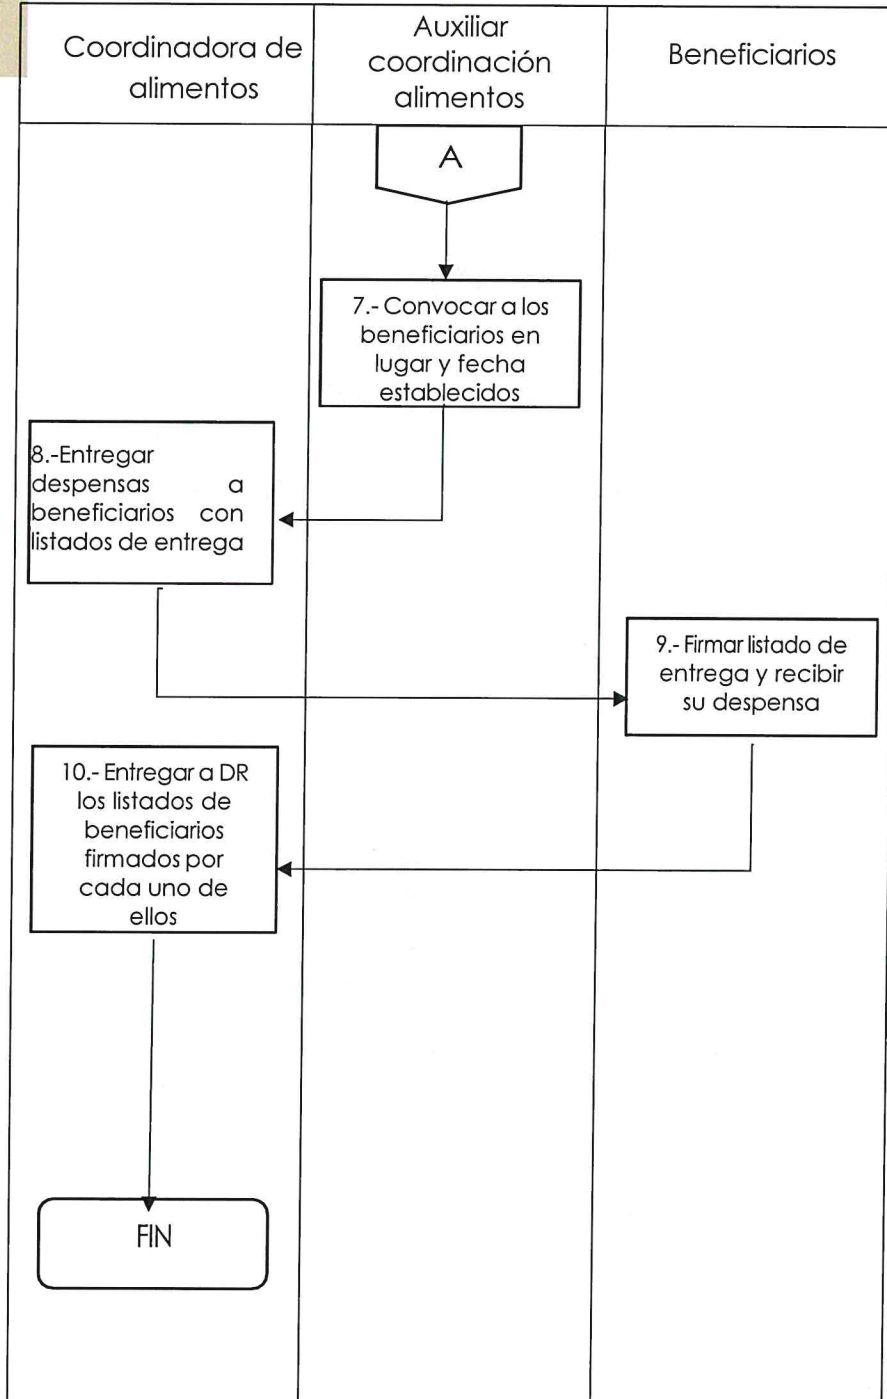 Coordinadora de
alimentos
Auxiliar
coordinación
alimentos
Beneficiarios
A
7.- Convocar a los
beneficiarios en
lugar y fecha
establecidos
8.-Entregar
despensas a
beneficiarios con
listados de entrega
9.- Firmar listado de
entrega y recibir
su despensa
10.- Entregar a DR
los listados de
beneficiarios
firmados por
cada uno de
ellos
FIN